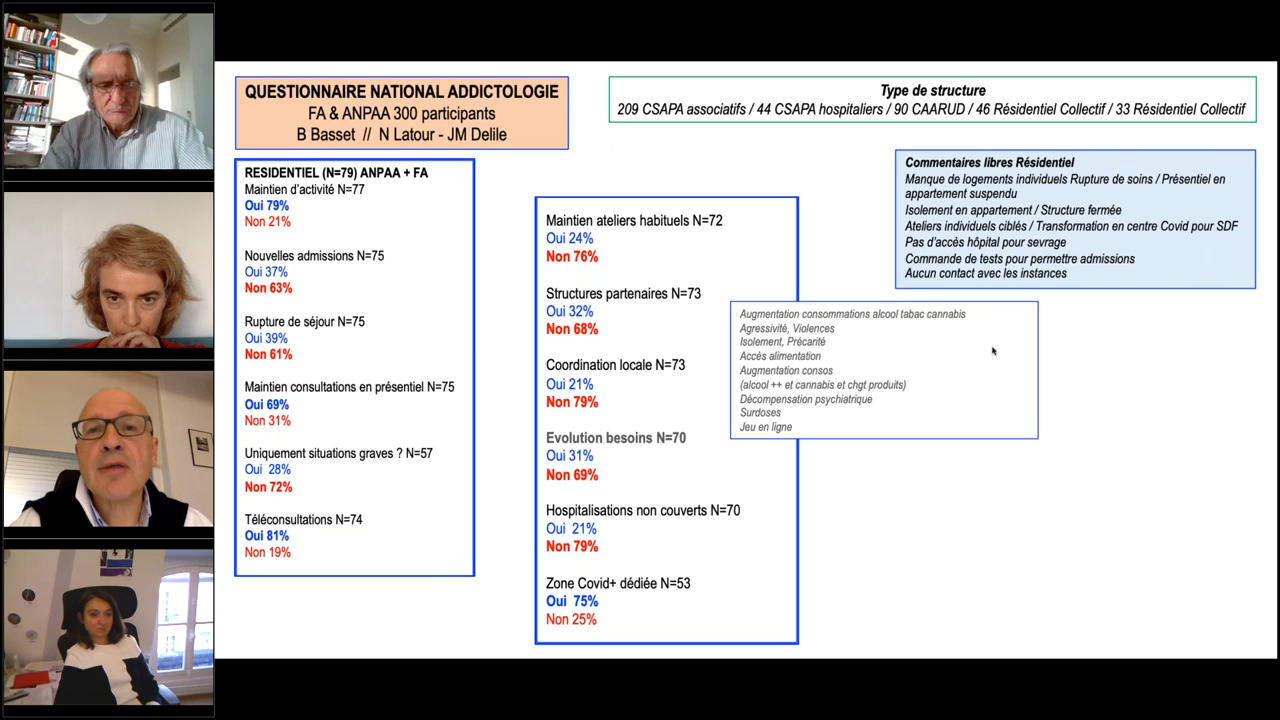 QUESTIONNAIRE NATIONAL ADDICTOLOGIE
FA & ANPAA 300 participants
B Basset // N Latour - JM Delile
Type de structure
209 CSAPA associatifs / 44 CSAPA hospitaliers / 90 CAARUD / 46 Résidentiel Collectif / 33 Résidentiel Collectif
RESIDENTIEL (N=79) ANPAA + FA
Maintien d'activité N=77
Oui 79%
Non 21%
Nouvelles admissions N=75
Oui 37%
Non 63%
Rupture de séjour N=75
Oui 39%
Non 61%
Maintien consultations en présentiel N=75
Oui 69%
Non 31%
Uniquement situations graves ? N=57
Oui 28%
Non 72%
Téléconsultations N=74
Oui 81%
Non 19%
Maintien ateliers habituels N=72
Oui 24%
Non 76%
Structures partenaires N=73
Oui 32%
Non 68%
Coordination locale N=73
Oui 21%
Non 79%
Evolution besoins N=70
Oui 31%
Non 69%
Hospitalisations non couverts N=70
Oui 21%
Non 79%
Zone Covid+ dédiée N=53
Oui 75%
Non 25%
Commentaires libres Résidentiel
Manque de logements individuels Rupture de soins / Présentiel en
appartement suspendu
Isolement en appartement / Structure fermée
Ateliers individuels ciblés / Transformation en centre Covid pour SDF
Pas d'accès hôpital pour sevrage
Commande de tests pour permettre admissions
Aucun contact avec les instances
Augmentation consommations alcool tabac cannabis
Agressivité, Violences
Isolement, Précarité
Accès alimentation
Augmentation consos
(alcool ++ et cannabis et chgt produits)
Décompensation psychiatrique
Surdoses
Jeu en ligne